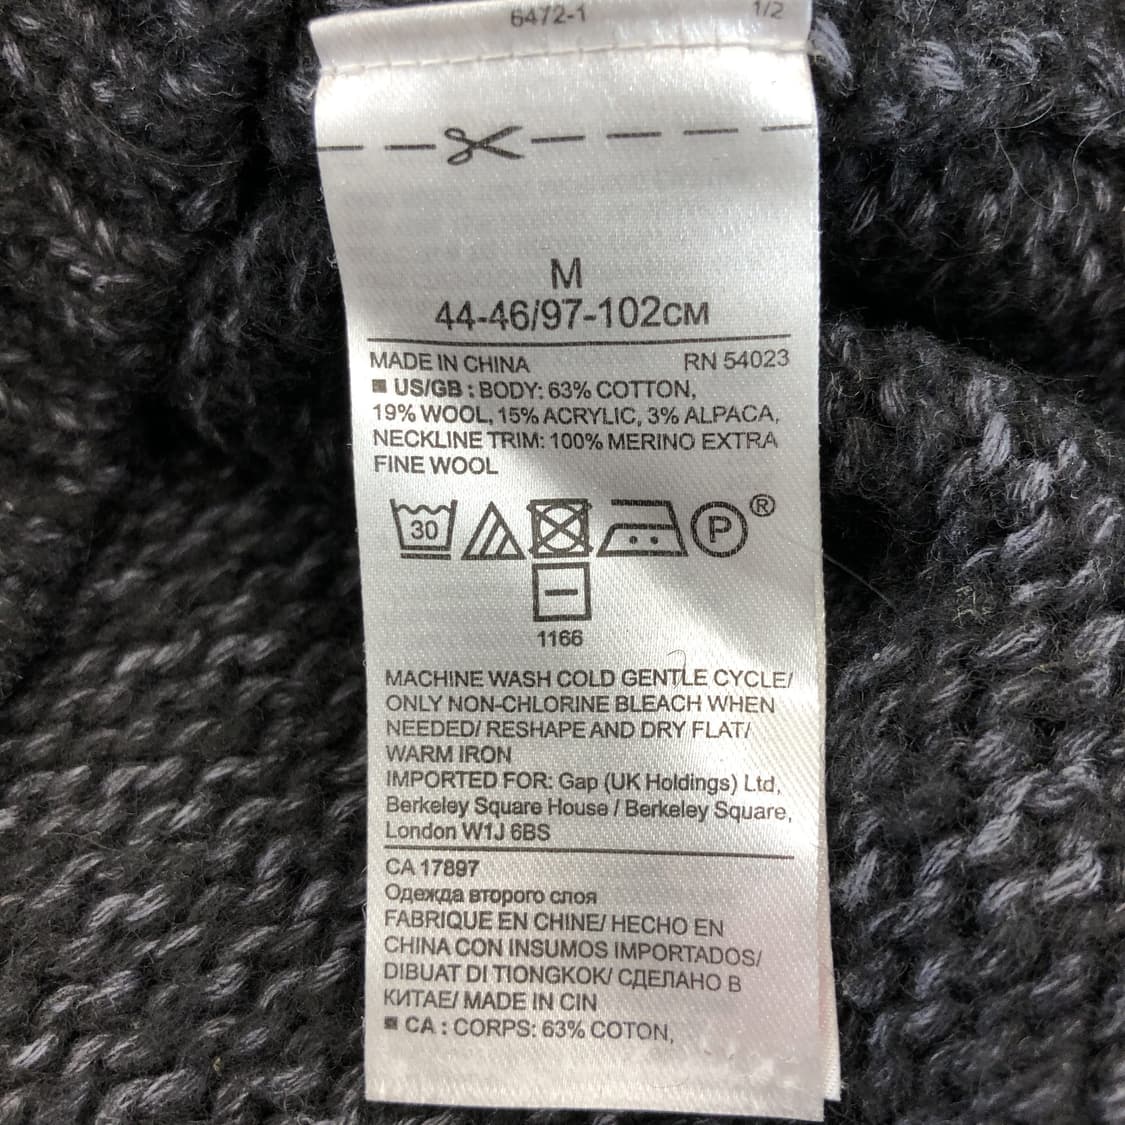 6472-1 1/2
M
44-46/97-102CM
MADE IN CHINA RN 54023
US/GB : BODY: 63% COTTON,
19% WOOL, 15% ACRYLIC, 3% ALPACA,
NECKLINE TRIM: 100% MERINO EXTRA
FINE WOOL
30 P ®
1166
MACHINE WASH COLD GENTLE CYCLE/
ONLY NON-CHLORINE BLEACH WHEN
NEEDED/ RESHAPE AND DRY FLAT/
WARM IRON
IMPORTED FOR: Gap (UK Holdings) Ltd,
Berkeley Square House / Berkeley Square,
London W1J 6BS
CA 17897
Одежда второго слоя
FABRIQUE EN CHINE/ HECHO EN
CHINA CON INSUMOS IMPORTADOS/
DIBUAT DI TIONGKOK/ СДЕЛАНО В
КИТАЕ/ MADE IN CIN
CA : CORPS: 63% COTON,